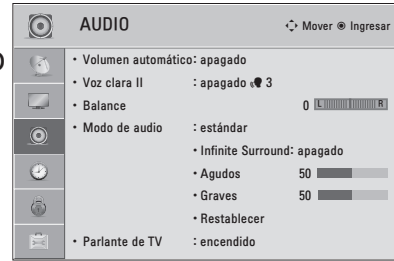 AUDIO
Mover Ingresar
• Volumen automático: apagado
• Voz clara II : apagado 3
• Balance 0 L R
• Modo de audio : estándar
• Infinite Surround: apagado
• Agudos 50
• Graves 50
• Restablecer
• Parlante de TV : encendido